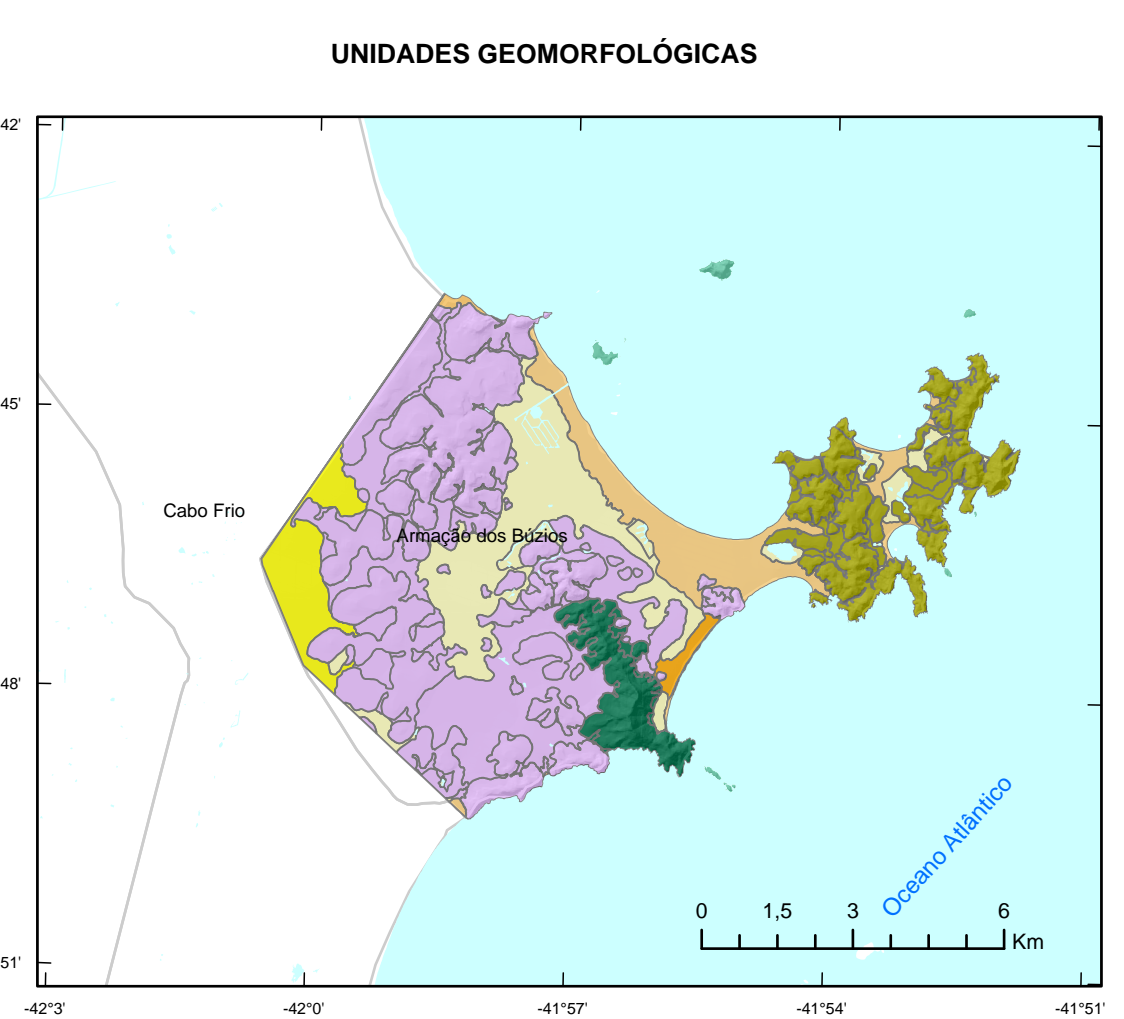 UNIDADES GEOMORFOLÓGICAS
42'
45'
Cabo Frio
Armação dos Búzios
48'
Oceano Atlântico
0 1,5 3 6
Km
51'
-42°3' -42°0' -41°57' -41°54' -41°51'